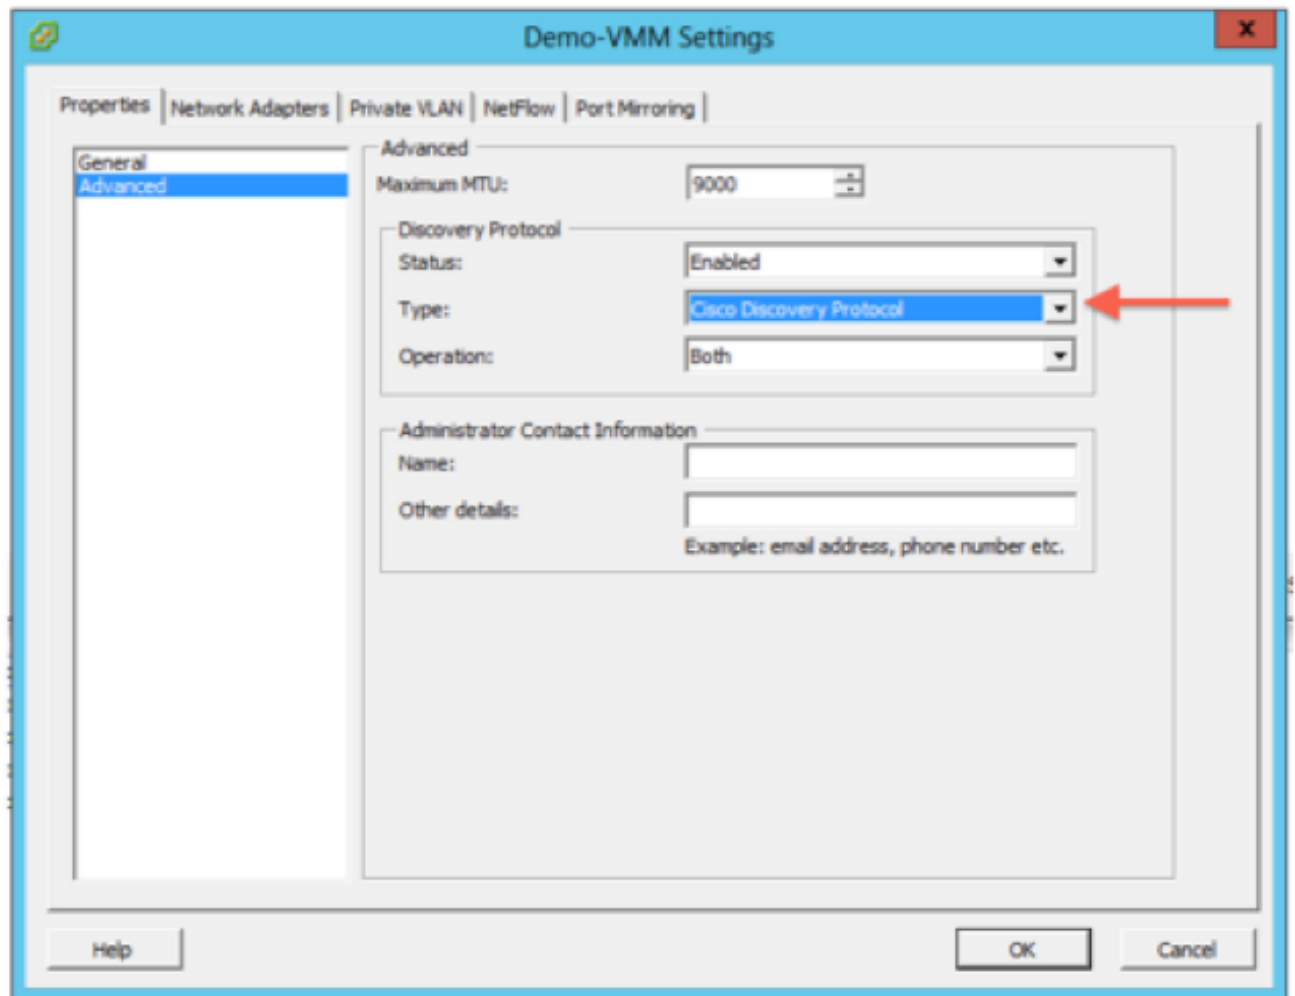 Demo-VMM Settings
x
Properties Network Adapters Private VLAN NetFlow Port Mirroring
General
Advanced
Advanced
Maximum MTU: 9000
Discovery Protocol
Status: Enabled
Type: Cisco Discovery Protocol
Operation: Both
Administrator Contact Information
Name:
Other details:
Example: email address, phone number etc.
Help OK Cancel